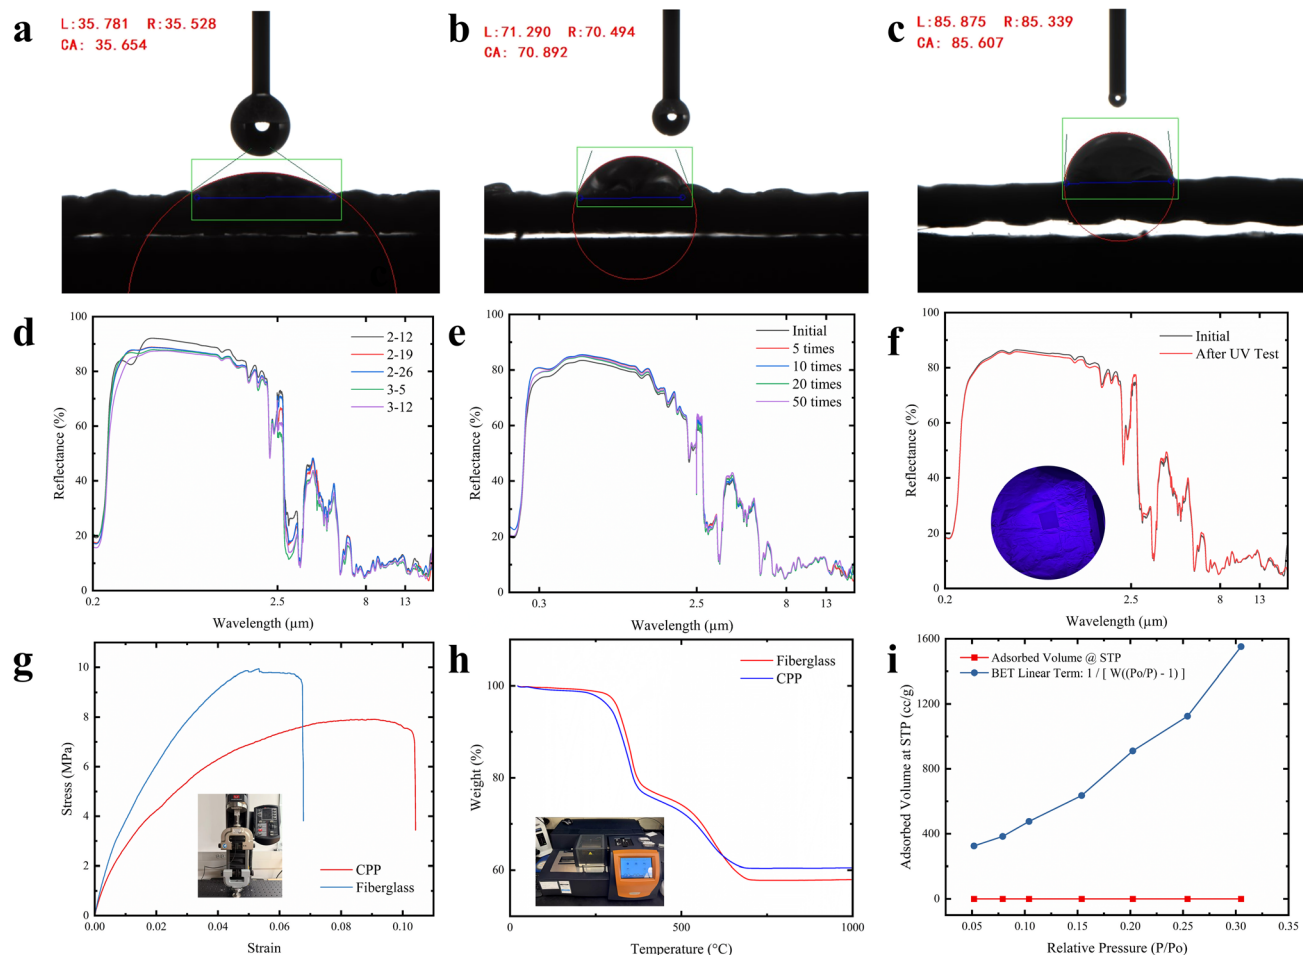 a
L:35.781 R:35.528
CA: 35.654
b
L:71.290 R:70.494
CA: 70.892
c
L:85.875 R:85.339
CA: 85.607
d
100
80
60
40
20
0
Reflectance (%)
2-12
2-19
2-26
3-5
3-12
0.2 2.5 8 13
Wavelength (µm)
e
100
80
60
40
20
0
Reflectance (%)
Initial
5 times
10 times
20 times
50 times
0.3 2.5 8 13
Wavelength (µm)
f
100
80
60
40
20
0
Reflectance (%)
Initial
After UV Test
0.2 2.5 8 13
Wavelength (µm)
g
10
8
6
4
2
0
Stress (MPa)
CPP
Fiberglass
0.00 0.02 0.04 0.06 0.08 0.10
Strain
h
100
80
60
Weight (%)
Fiberglass
CPP
0 500 1000
Temperature (°C)
i
1600
1200
800
400
0
Adsorbed Volume at STP (cc/g)
Adsorbed Volume @ STP
BET Linear Term: 1 / [ W((Po/P) - 1) ]
0.05 0.10 0.15 0.20 0.25 0.30 0.35
Relative Pressure (P/Po)